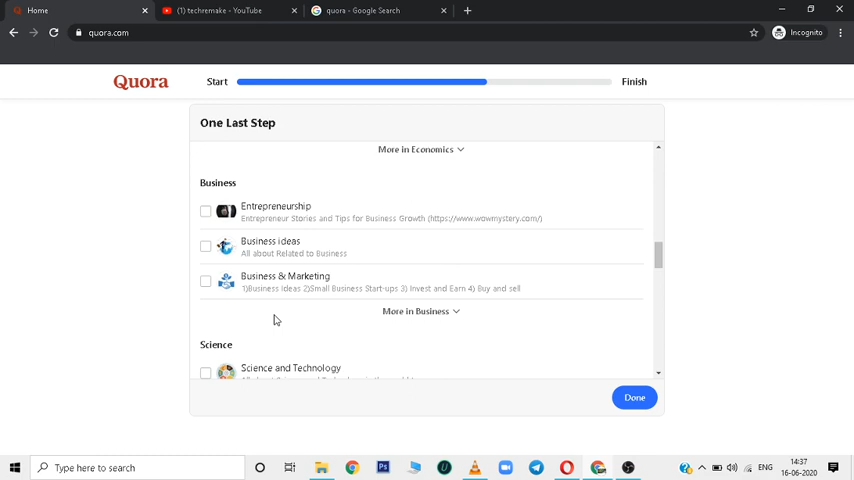 Home
(1) techremake - YouTube
quora - Google Search
quora.com
Incognito
Quora
Start
Finish
One Last Step
More in Economics
Business
Entrepreneurship
Entrepreneur Stories and Tips for Business Growth (https://www.wowmystery.com/)
Business ideas
All about Related to Business
Business & Marketing
1)Business Ideas 2)Small Business Start-ups 3) Invest and Earn 4) Buy and sell
More in Business
Science
Science and Technology
Done
Type here to search
Ps
U
ENG
14:37
16-06-2020